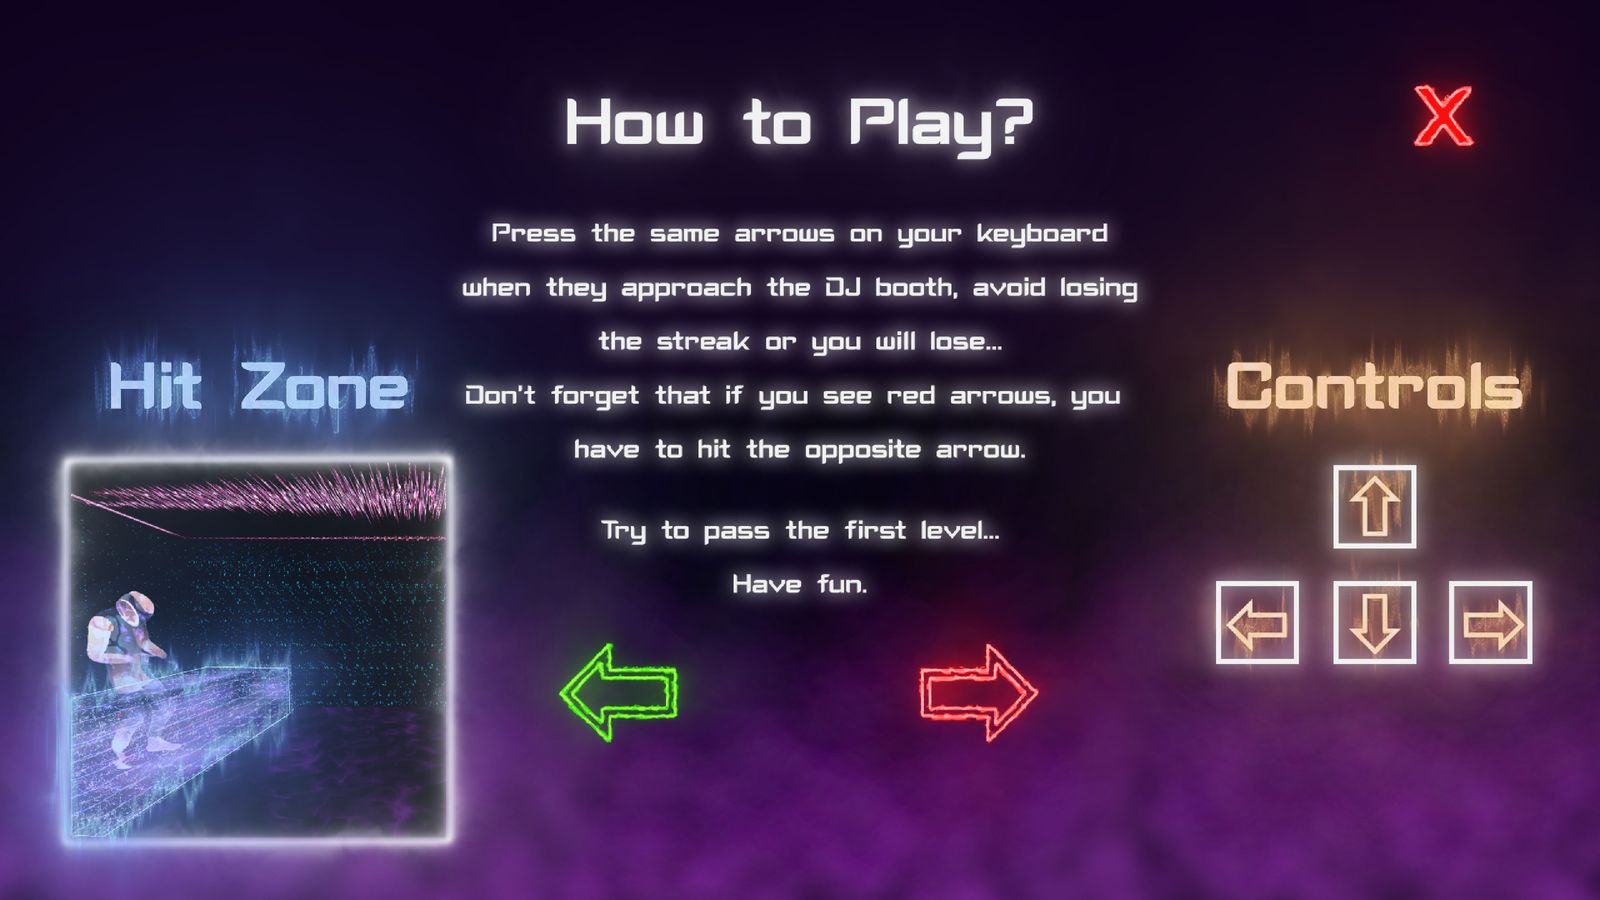 How to Play?
X
Press the same arrows on your keyboard
when they approach the DJ booth, avoid losing
the streak or you will lose...
Don't forget that if you see red arrows, you
have to hit the opposite arrow.
Try to pass the first level...
Have fun.
Hit Zone
Controls